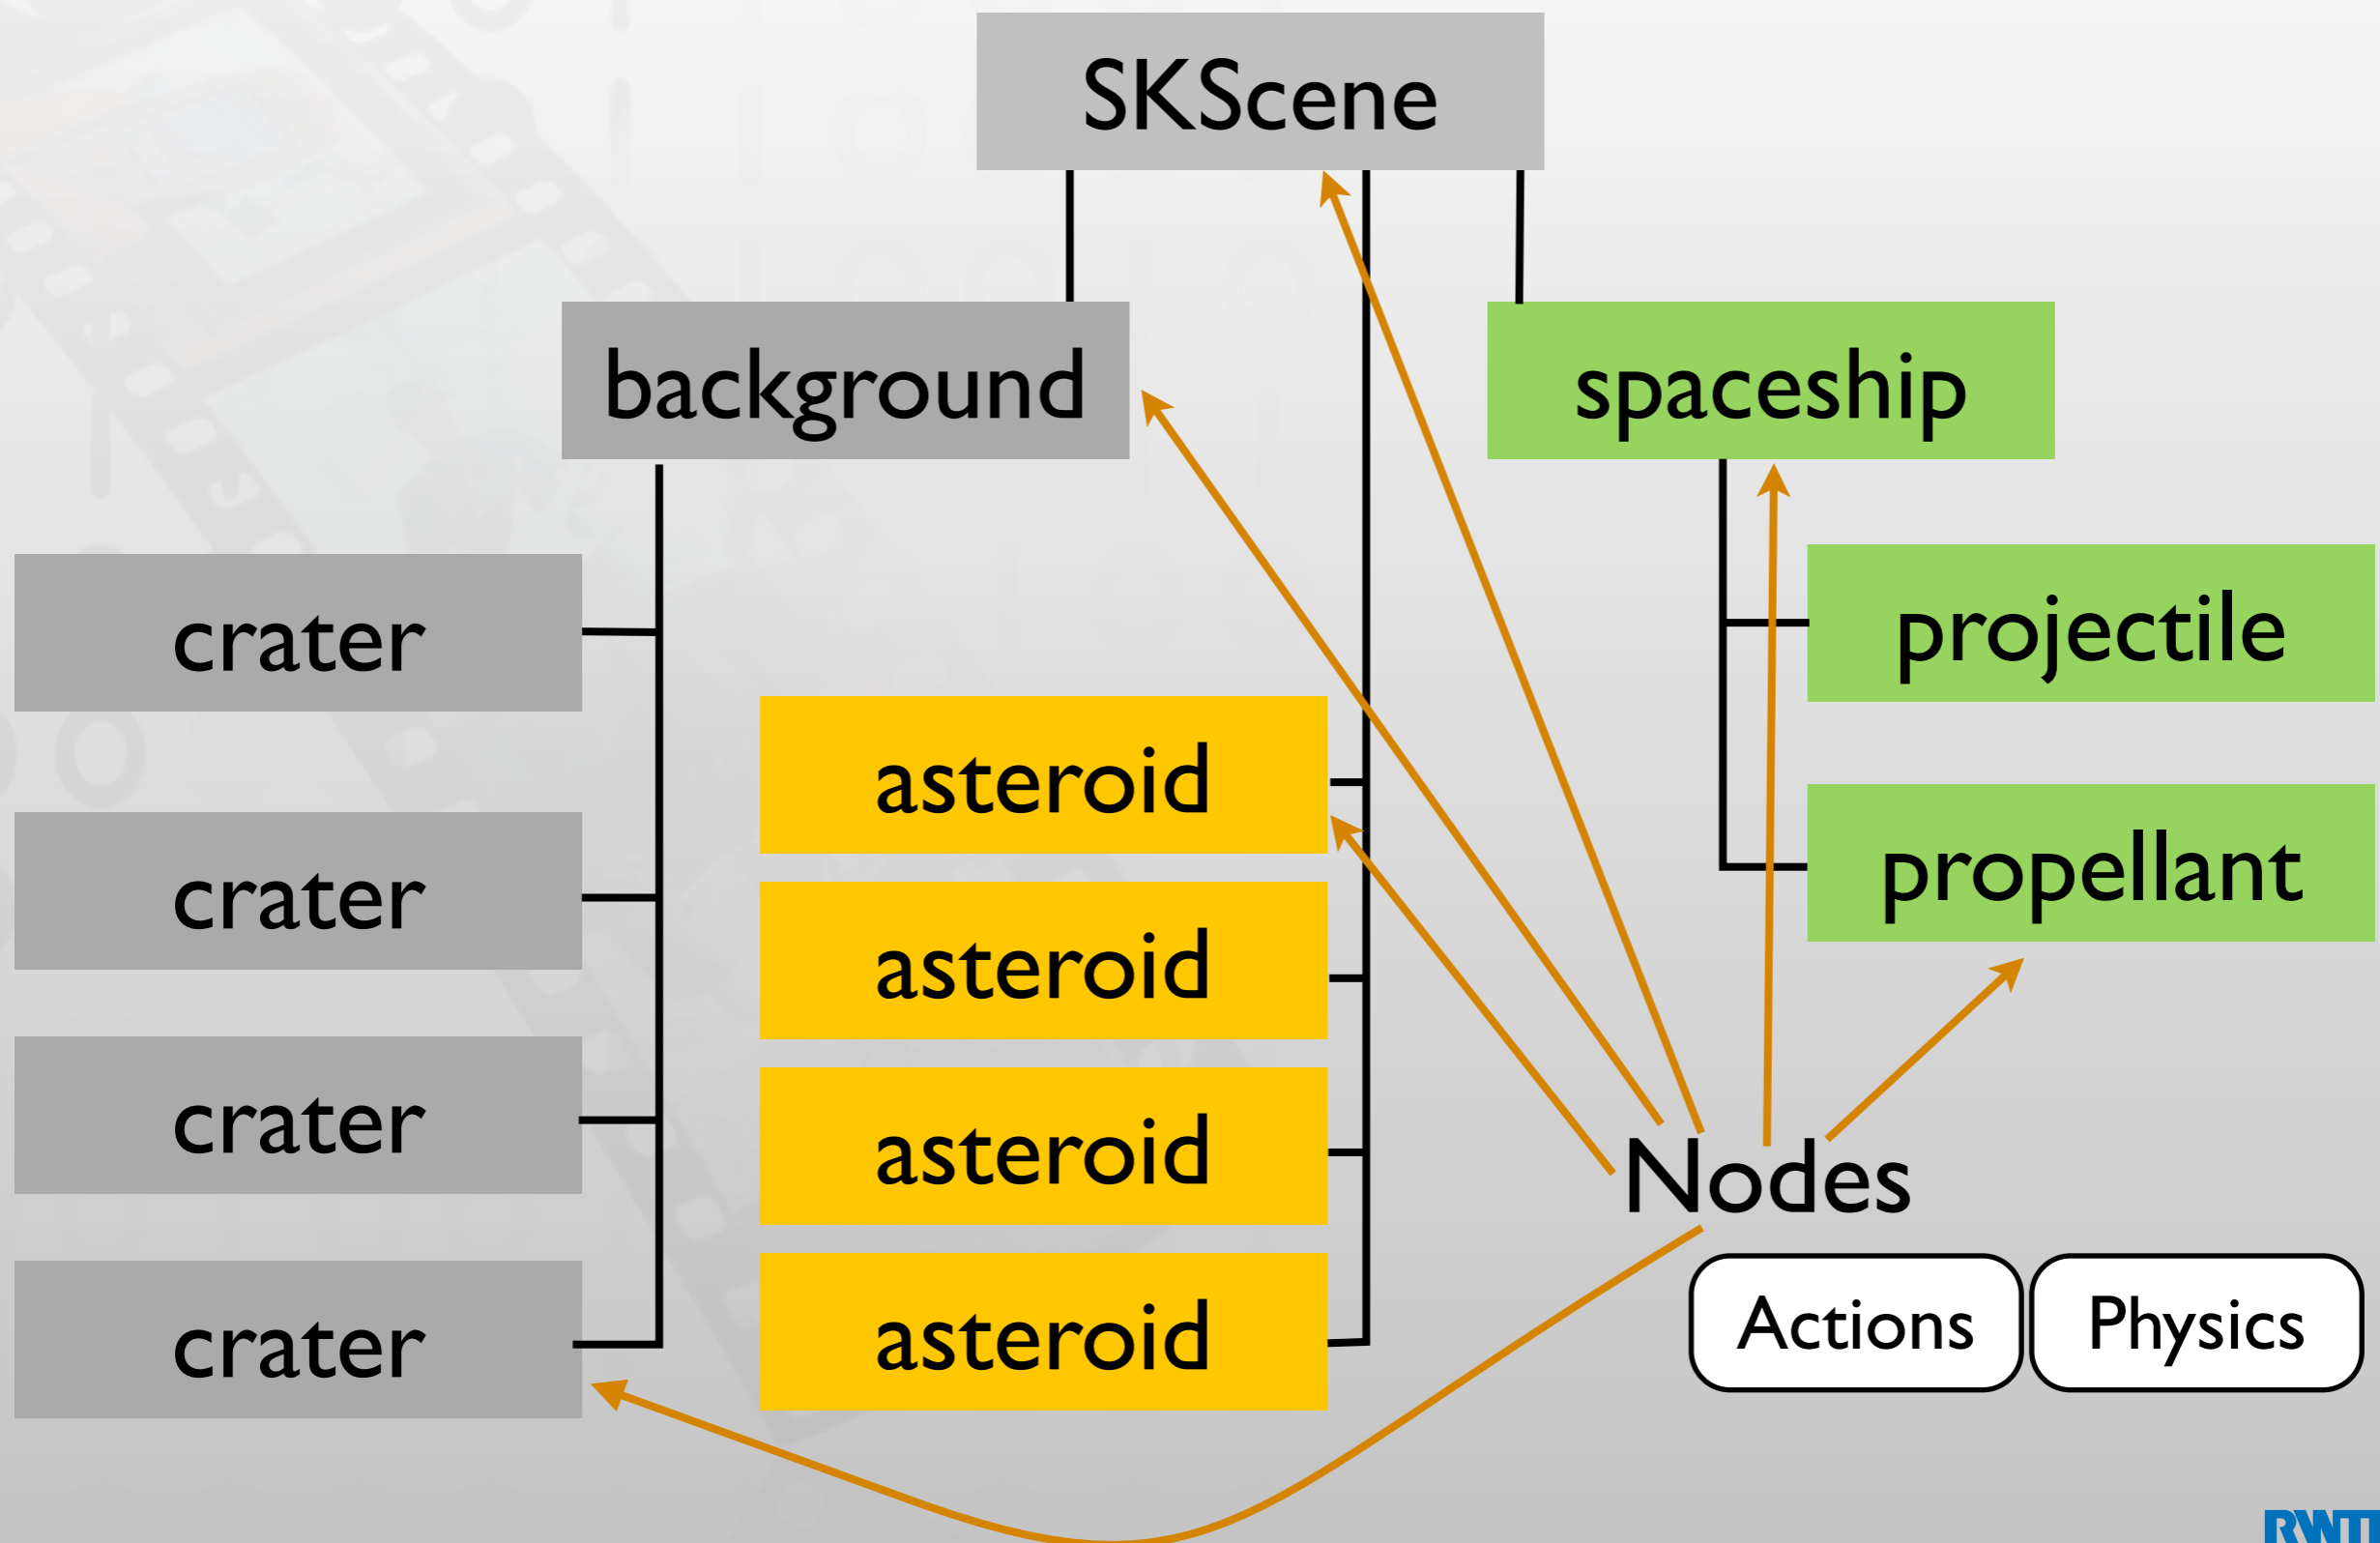 SKScene
background
spaceship
crater
projectile
asteroid
propellant
crater
asteroid
crater
asteroid
Nodes
crater
asteroid
Actions
Physics